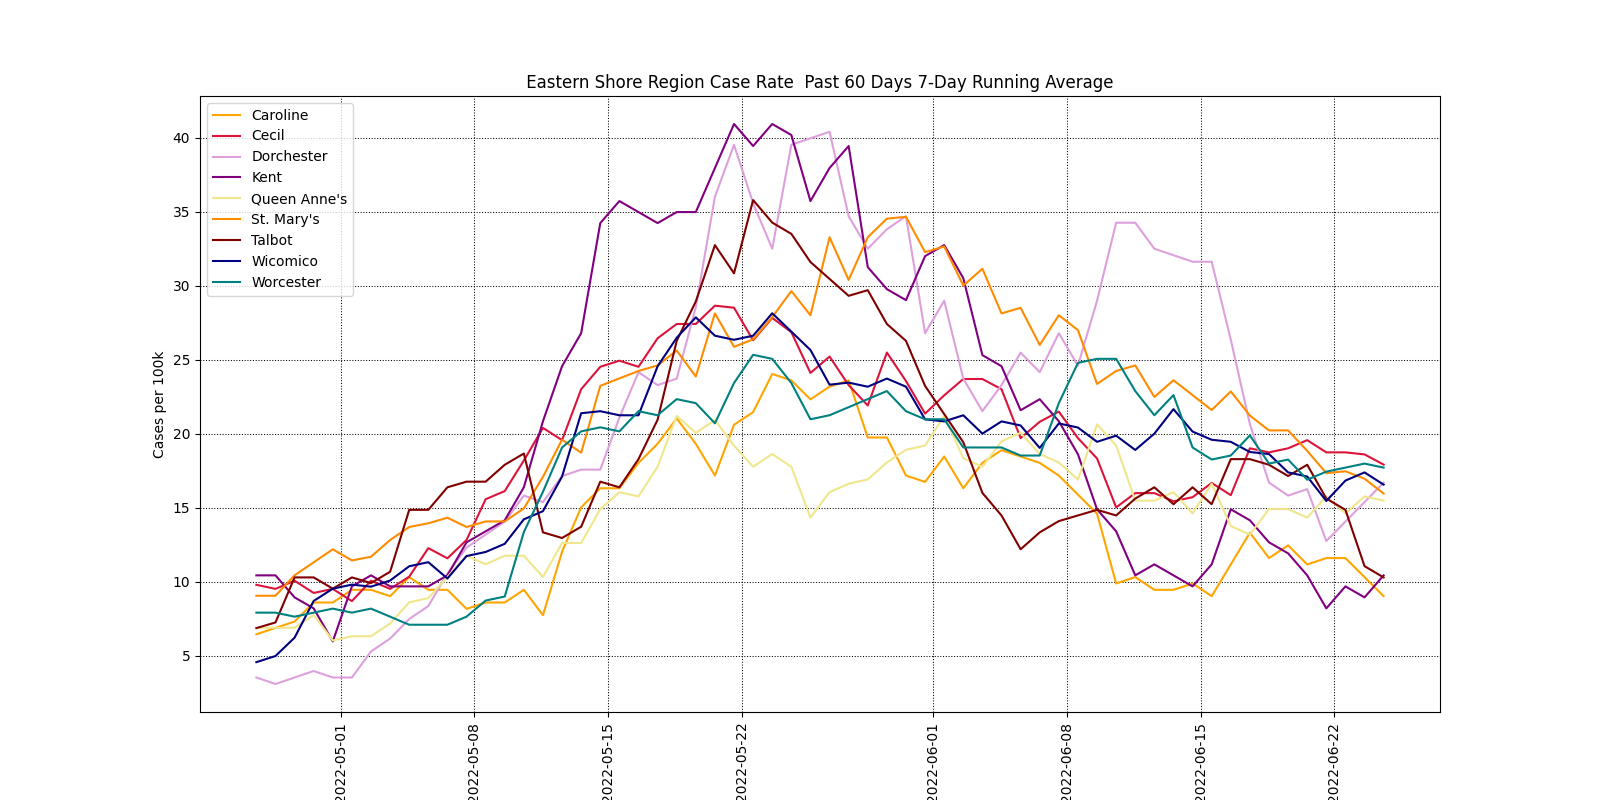 Eastern Shore Region Case Rate  Past 60 Days 7-Day Running Average
Caroline
Cecil
Dorchester
Kent
Queen Anne's
St. Mary's
Talbot
Wicomico
Worcester
Cases per 100k
40
35
30
25
20
15
10
5
2022-05-01
2022-05-08
2022-05-15
2022-05-22
2022-06-01
2022-06-08
2022-06-15
2022-06-22